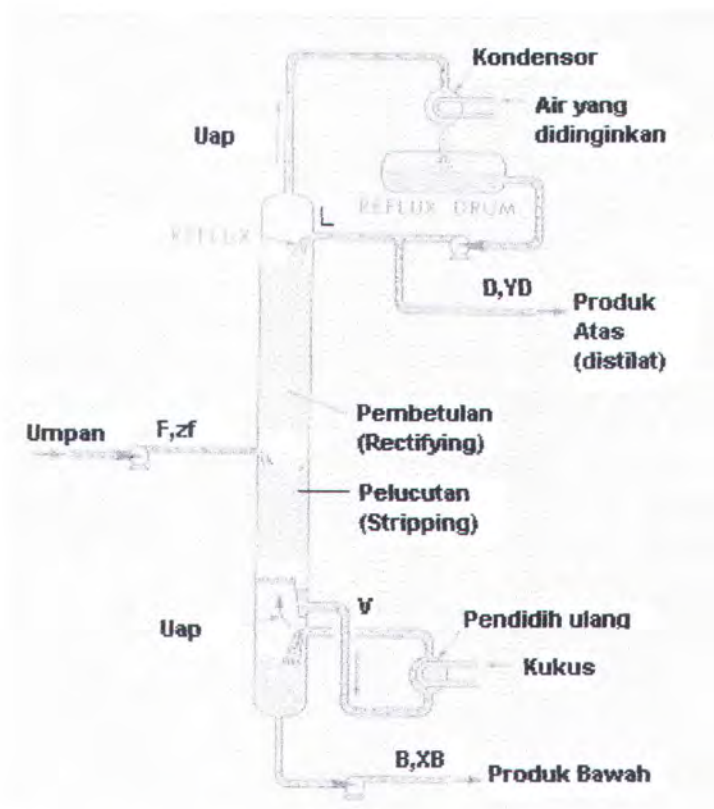 Kondensor
Air yang
didinginkan
Uap
REFLUX DRUM
L
REFLUX
D,YD
Produk
Atas
(distilat)
Pembetulan
(Rectifying)
Umpan
F,zf
Pelucutan
(Stripping)
V
Uap
Pendidih ulang
Kukus
B,XB
Produk Bawah